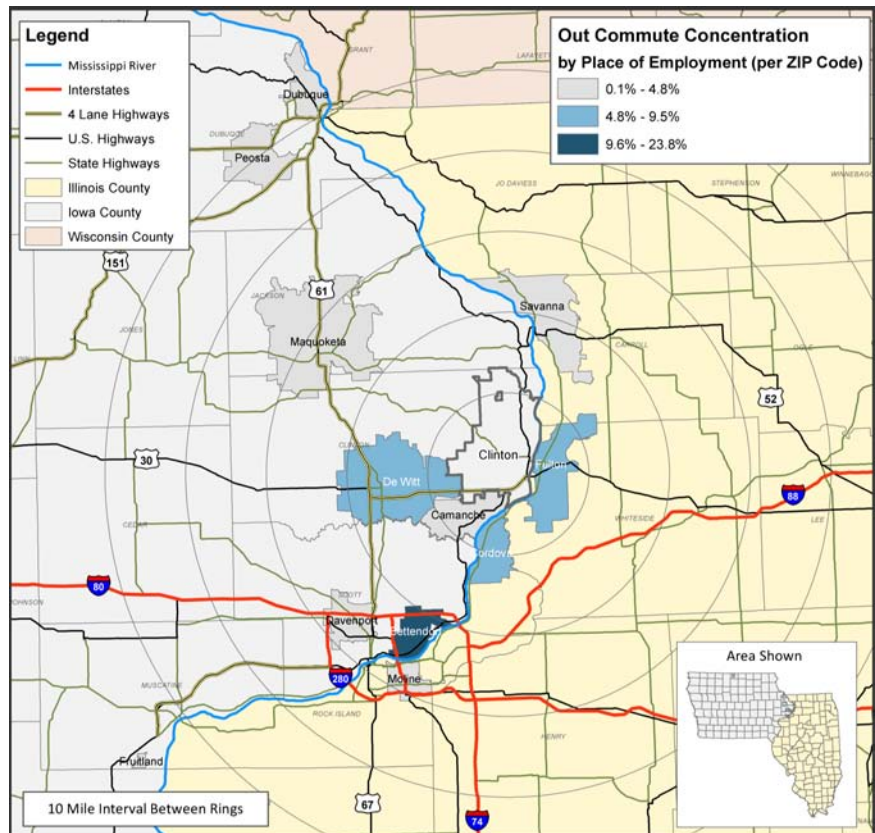 Legend
Mississippi River
Interstates
4 Lane Highways
U.S. Highways
State Highways
Illinois County
Iowa County
Wisconsin County
Out Commute Concentration
by Place of Employment (per ZIP Code)
0.1% - 4.8%
4.8% - 9.5%
9.6% - 23.8%
GRANT
Dubuque
DUBUQUE
Peosta
JO DAVIESS
STEPHENSON
WINNEBAGO
151
61
JACKSON
JONES
LINN
Maquoketa
Savanna
CARROLL
OGLE
52
30
CLINTON
Clinton
De Witt
Fulton
Camanche
Cordova
CEDAR
WHITESIDE
LEE
88
80
JOHNSON
SCOTT
Davenport
Bettendorf
280
Moline
MUSCATINE
ROCK ISLAND
HENRY
Fruitland
67
74
Area Shown
10 Mile Interval Between Rings